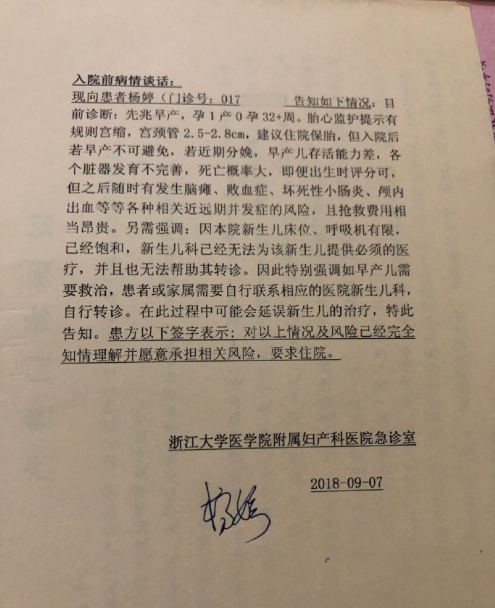 入院前病情谈话：
现向患者杨婷（门诊号：017 告知如下情况：目
前诊断：先兆早产，孕1产0孕32+周。胎心监护提示有
规则宫缩，宫颈管2.5-2.8cm，建议住院保胎，但入院后
若早产不可避免，若近期分娩，早产儿存活能力差，各
个脏器发育不完善，死亡概率大，即便出生时评分可，
但之后随时有发生脑瘫、败血症、坏死性小肠炎、颅内
出血等等各种相关近远期并发症的风险，且抢救费用相
当昂贵。另需强调：因本院新生儿床位、呼吸机有限，
已经饱和，新生儿科已经无法为该新生儿提供必须的医
疗，并且也无法帮助其转诊。因此特别强调如早产儿需
要救治，患者或家属需要自行联系相应的医院新生儿科，
自行转诊。在此过程中可能会延误新生儿的治疗，特此
告知。患方以下签字表示：对以上情况及风险已经完全
知情理解并愿意承担相关风险，要求住院。
浙江大学医学院附属妇产科医院急诊室
2018-09-07